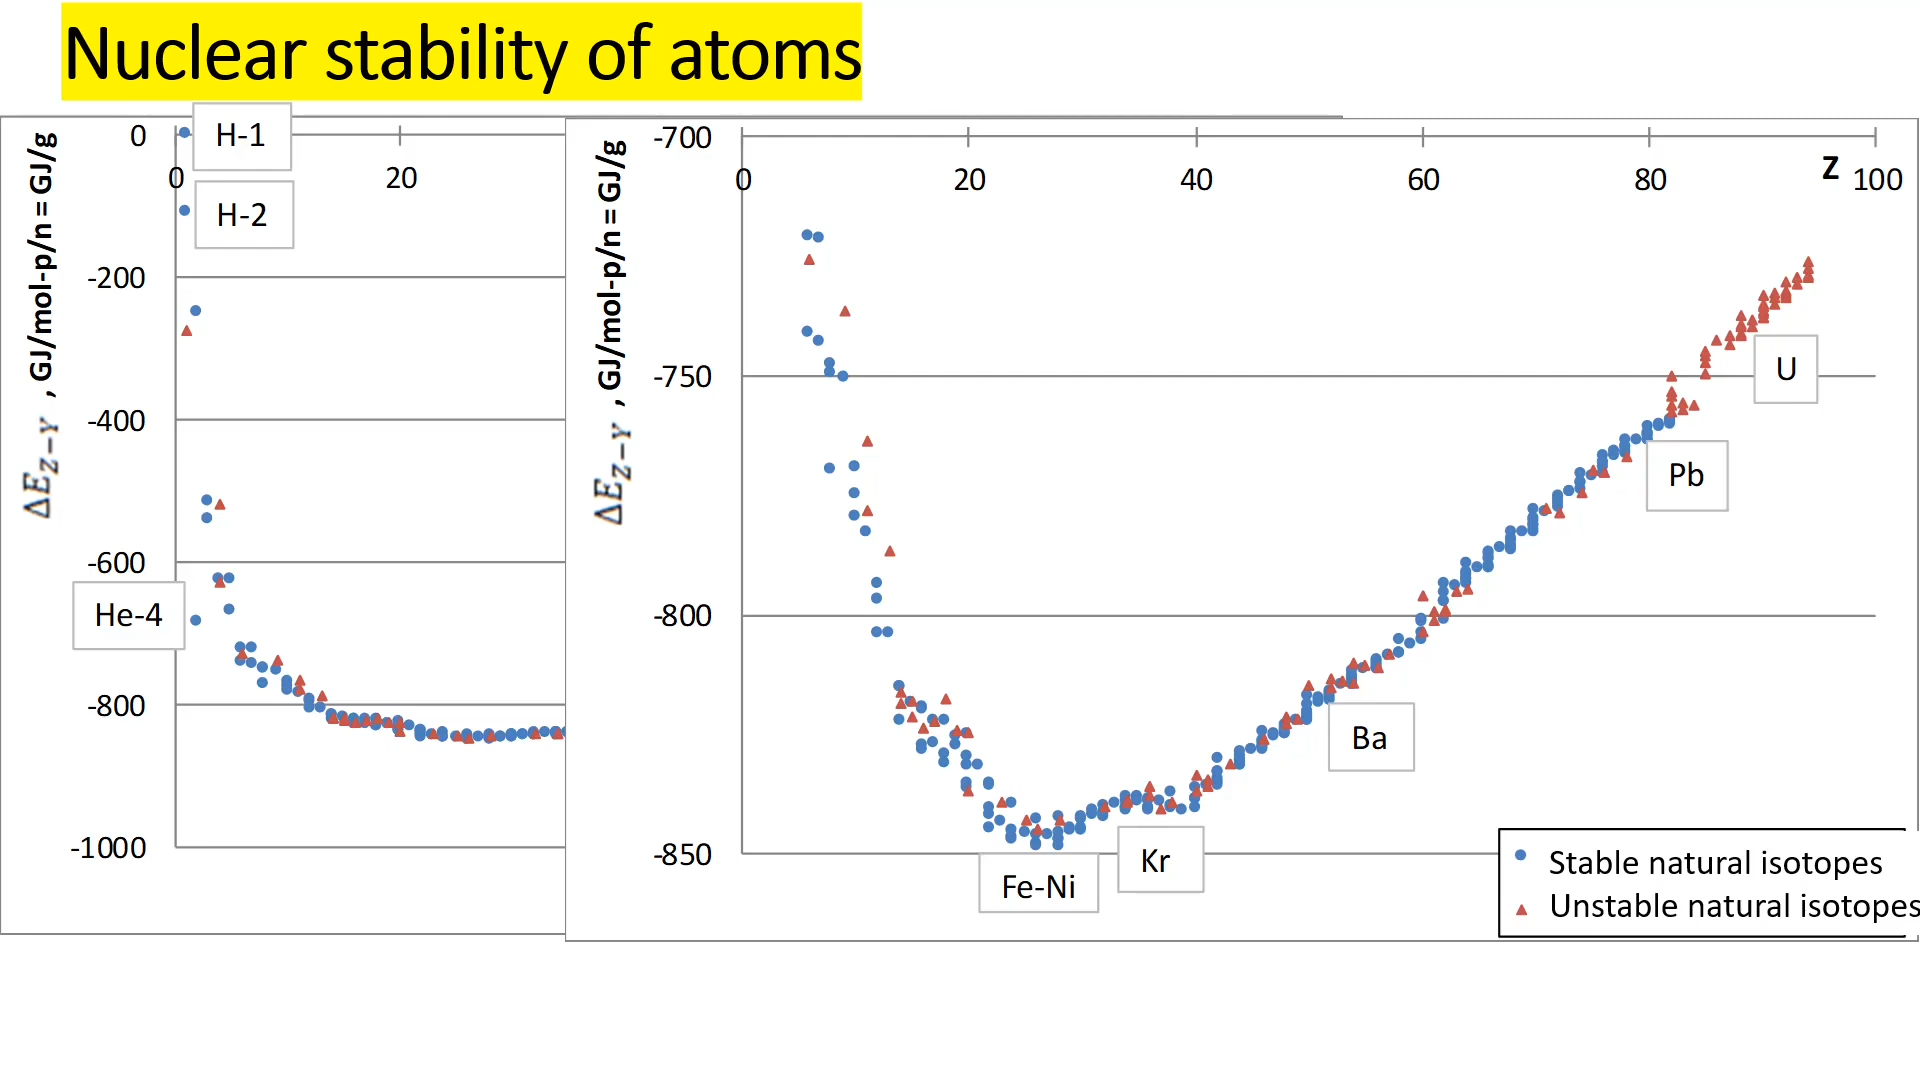 Nuclear stability of atoms
0
H-1
0
20
H-2
-200
-400
-600
He-4
-800
-1000
ΔE_{Z-Y} , GJ/mol-p/n = GJ/g
-700
0
20
40
60
80
Z
100
-750
U
Pb
-800
Ba
-850
Kr
Fe-Ni
ΔE_{Z-Y} , GJ/mol-p/n = GJ/g
Stable natural isotopes
Unstable natural isotopes